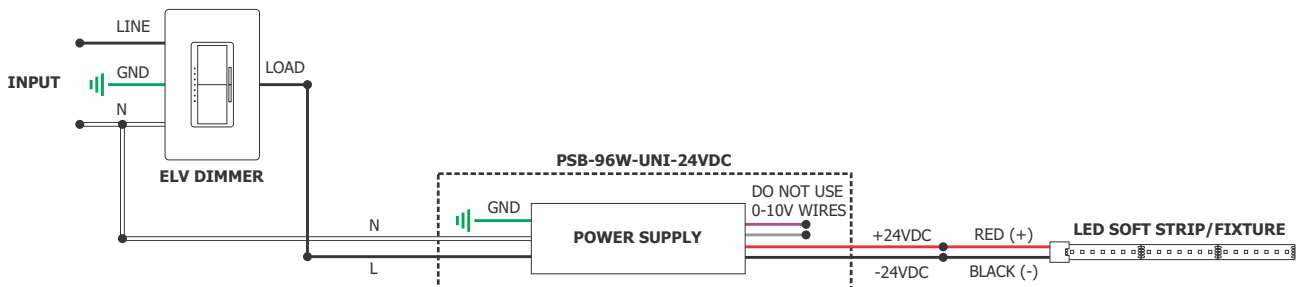 LINE
INPUT
GND
LOAD
N
ELV DIMMER
PSB-96W-UNI-24VDC
DO NOT USE
0-10V WIRES
GND
N
POWER SUPPLY
L
+24VDC
RED (+)
-24VDC
BLACK (-)
LED SOFT STRIP/FIXTURE